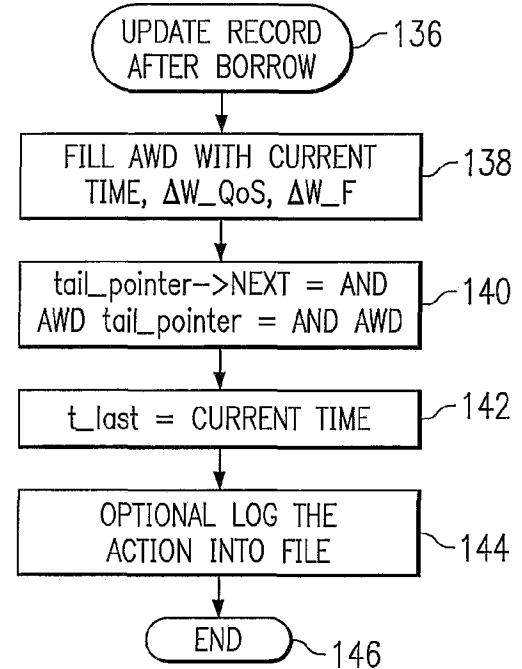 UPDATE RECORD
AFTER BORROW
136
FILL AWD WITH CURRENT
TIME, ΔW_QoS, ΔW_F
138
tail_pointer->NEXT = AND
AWD tail_pointer = AND AWD
140
t_last = CURRENT TIME
142
OPTIONAL LOG THE
ACTION INTO FILE
144
END
146